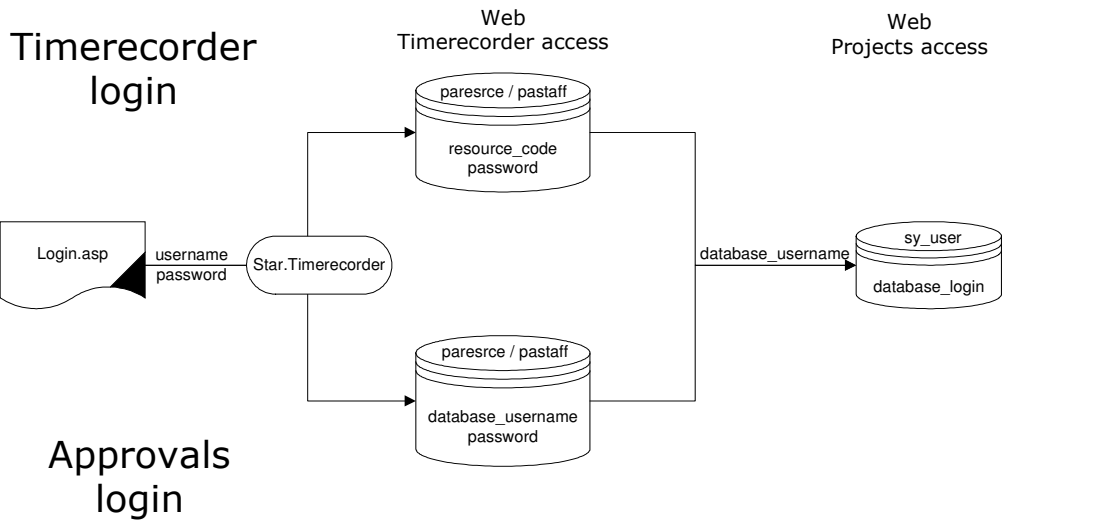 Timerecorder
login
Web
Timerecorder access
Web
Projects access
paresrce / pastaff
resource_code
password
Login.asp
username
password
Star.Timerecorder
database_username
sy_user
database_login
paresrce / pastaff
database_username
password
Approvals
login